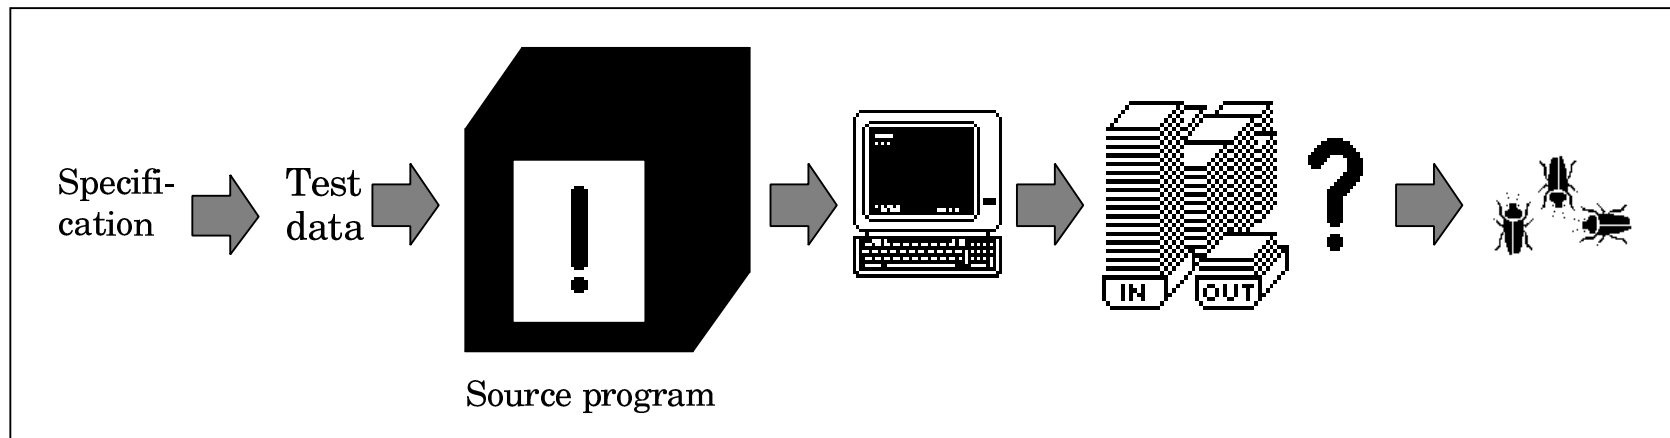 Specifi-
cation
Test
data
!
Source program
IN
OUT
?